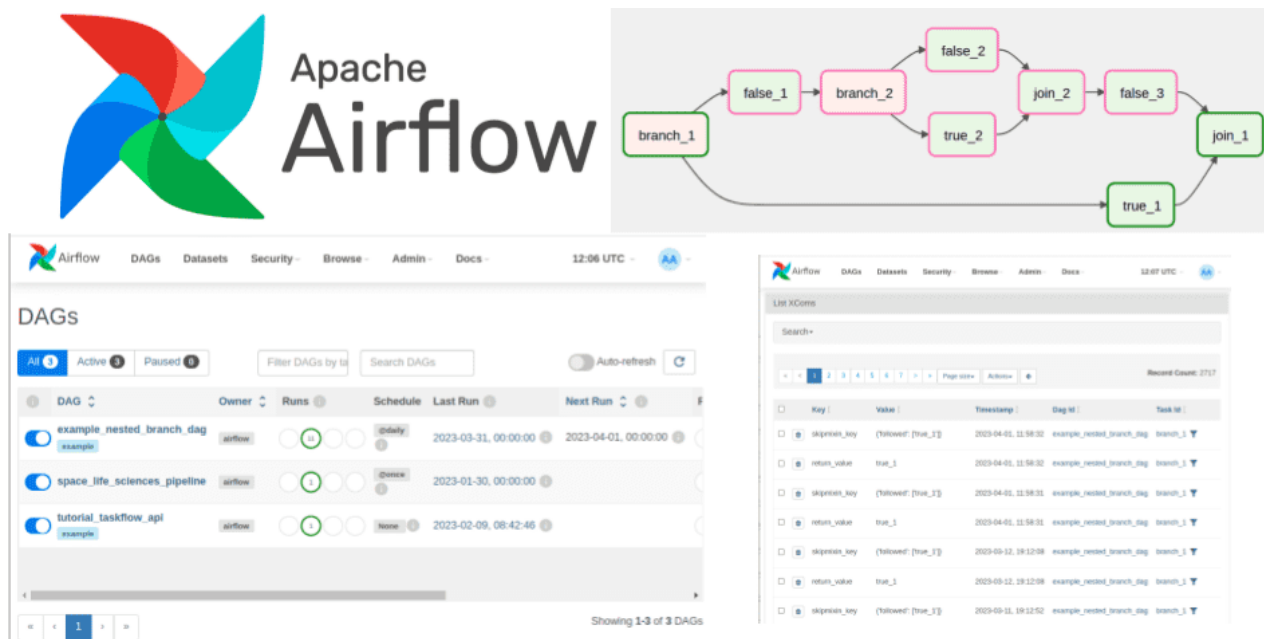 Apache
Airflow
branch_1
false_1
branch_2
false_2
true_2
join_2
false_3
join_1
true_1
Airflow DAGs Datasets Security Browse Admin Docs 12:06 UTC AA
DAGs
All 3 Active 3 Paused 0 Filter DAGs by ta Search DAGs Auto-refresh
DAG Owner Runs Schedule Last Run Next Run
example_nested_branch_dag airflow 11 @daily 2023-03-31, 00:00:00 2023-04-01, 00:00:00
example
space_life_sciences_pipeline airflow 1 @once 2023-01-30, 00:00:00
tutorial_taskflow_api airflow 1 None 2023-02-09, 08:42:46
example
« ‹ 1 › »
Showing 1-3 of 3 DAGs
Airflow DAGs Datasets Security Browse Admin Docs 12:07 UTC AA
List XComs
Search
« ‹ 1 2 3 4 5 6 7 › » Page size Actions Record Count: 2717
Key Value Timestamp Dag Id Task Id
skipmixin_key {'followed': ['true_1']} 2023-04-01, 11:58:32 example_nested_branch_dag branch_1
return_value true_1 2023-04-01, 11:58:32 example_nested_branch_dag branch_1
skipmixin_key {'followed': ['true_1']} 2023-04-01, 11:58:31 example_nested_branch_dag branch_1
return_value true_1 2023-04-01, 11:58:31 example_nested_branch_dag branch_1
skipmixin_key {'followed': ['true_1']} 2023-03-12, 19:12:08 example_nested_branch_dag branch_1
return_value true_1 2023-03-12, 19:12:08 example_nested_branch_dag branch_1
skipmixin_key {'followed': ['true_1']} 2023-03-11, 19:12:52 example_nested_branch_dag branch_1